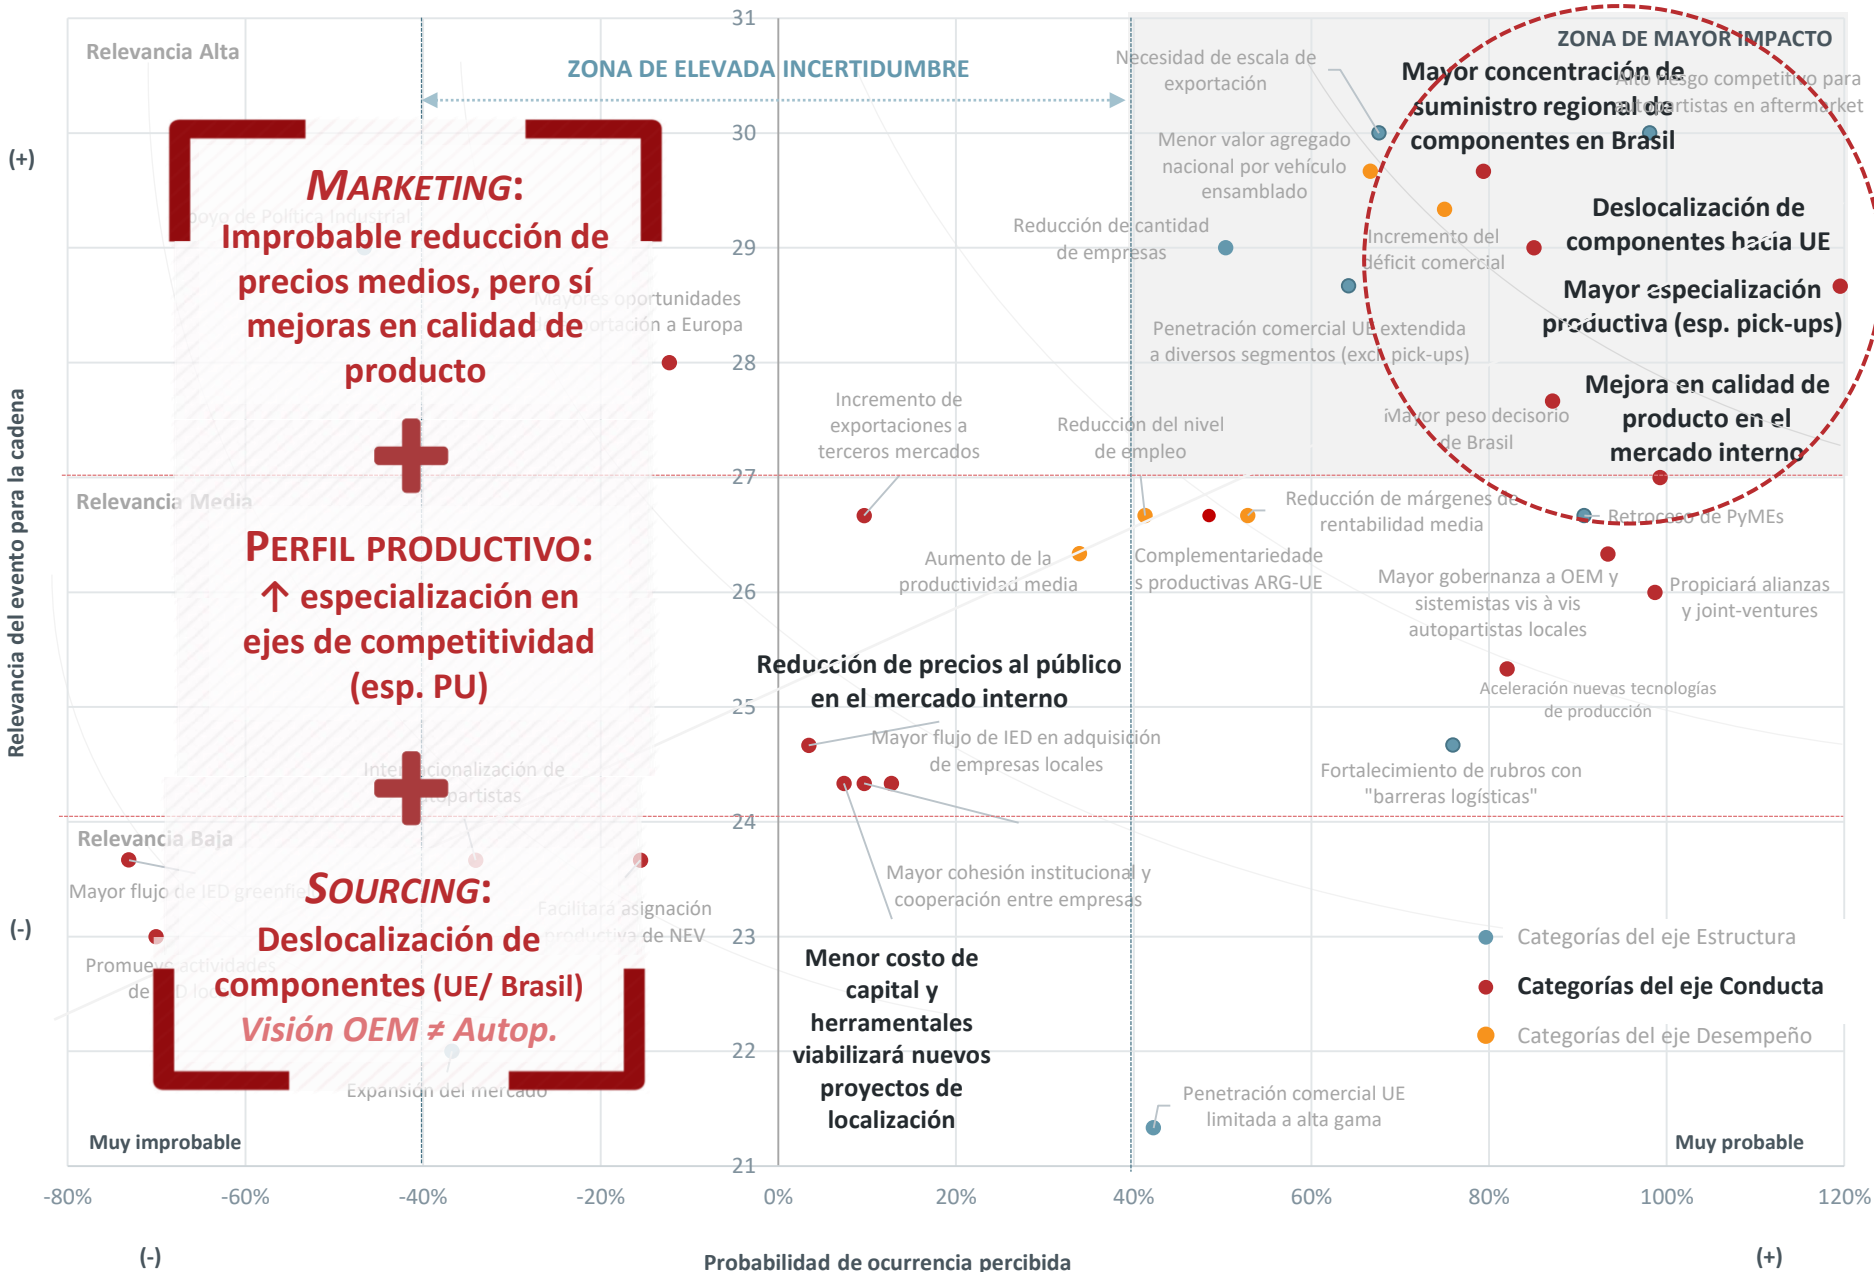 31
Relevancia Alta
ZONA DE ELEVADA INCERTIDUMBRE
ZONA DE MAYOR IMPACTO
Necesidad de escala de
exportación
Mayor concentración de
suministro regional de
componentes en Brasil
Alto riesgo competitivo para
autopartistas en aftermarket
30
(+)
Menor valor agregado
nacional por vehículo
ensamblado
MARKETING:
Improbable reducción de
precios medios, pero sí
mejoras en calidad de
producto
de Política Industrial
Reducción de cantidad
de empresas
29
Incremento del
déficit comercial
Deslocalización de
componentes hacia UE
Mayor especialización
productiva (esp. pick-ups)
Mayores oportunidades
de exportación a Europa
Penetración comercial UE extendida
a diversos segmentos (excl. pick-ups)
28
Mejora en calidad de
producto en el
mercado interno
Incremento de
exportaciones a
terceros mercados
Reducción del nivel
de empleo
Mayor peso decisorio
de Brasil
27
Relevancia Media
Reducción de márgenes de
rentabilidad media
Retroceso de PyMEs
PERFIL PRODUCTIVO:
↑ especialización en
ejes de competitividad
(esp. PU)
Aumento de la
productividad media
Complementariedade
s productivas ARG-UE
Mayor gobernanza a OEM y
sistemistas vis à vis
autopartistas locales
Propiciará alianzas
y joint-ventures
26
Reducción de precios al público
en el mercado interno
Aceleración nuevas tecnologías
de producción
25
Mayor flujo de IED en adquisición
de empresas locales
Internacionalización de
autopartistas
Fortalecimiento de rubros con
"barreras logísticas"
24
Relevancia Baja
Mayor flujo de IED greenfield
Mayor cohesión institucional y
cooperación entre empresas
SOURCING:
Deslocalización de
componentes (UE/ Brasil)
Visión OEM ≠ Autop.
Facilitará asignación
productiva de NEV
(-)
23
Promueve actividades
de
Menor costo de
capital y
herramentales
viabilizará nuevos
proyectos de
localización
Categorías del eje Estructura
Categorías del eje Conducta
Categorías del eje Desempeño
22
Expansión del mercado
Penetración comercial UE
limitada a alta gama
Muy improbable
Muy probable
21
-80%
-60%
-40%
-20%
0%
20%
40%
60%
80%
100%
120%
(-)
Probabilidad de ocurrencia percibida
(+)
Relevancia del evento para la cadena